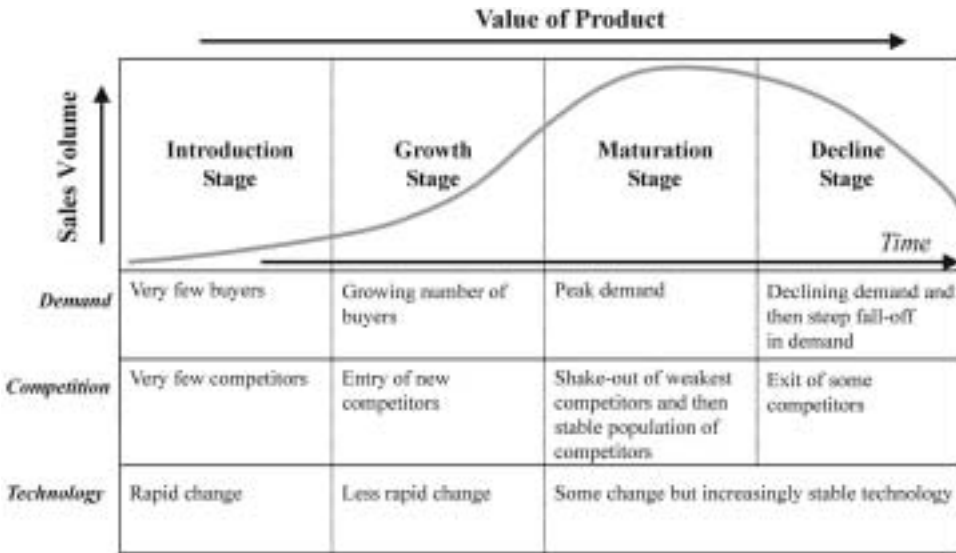 Value of Product
Sales Volume
Introduction
Stage
Growth
Stage
Maturation
Stage
Decline
Stage
Time
Demand
Very few buyers
Growing number of
buyers
Peak demand
Declining demand and
then steep fall-off
in demand
Competition
Very few competitors
Entry of new
competitors
Shake-out of weakest
competitors and then
stable population of
competitors
Exit of some
competitors
Technology
Rapid change
Less rapid change
Some change but increasingly stable technology